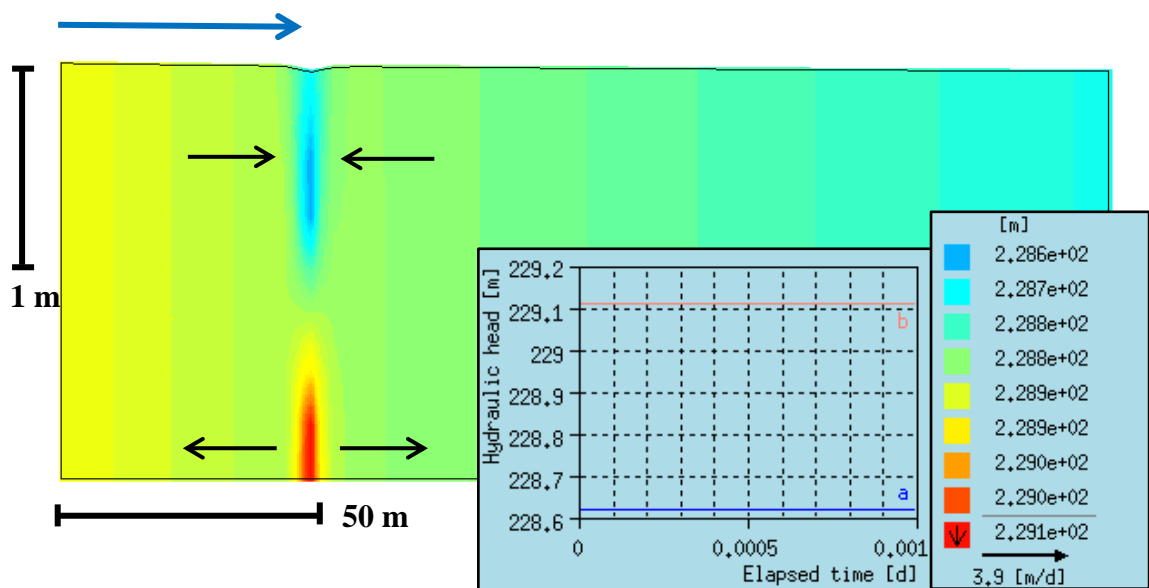 1 m
50 m
Hydraulic head [m]
229.2
229.1
229
228.9
228.8
228.7
228.6
b
a
0
0.0005
0.001
Elapsed time [d]
[m]
2.286e+02
2.287e+02
2.288e+02
2.288e+02
2.289e+02
2.289e+02
2.290e+02
2.290e+02
2.291e+02
3.9 [m/d]